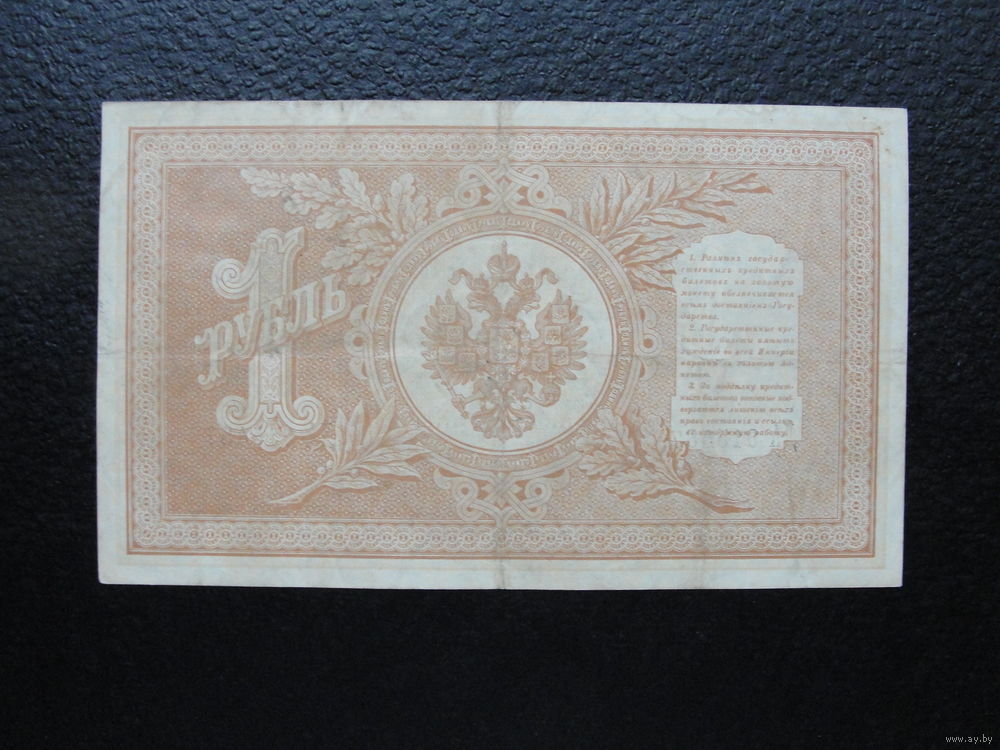 1
РУБЛЬ
1. Размѣнъ государ-
ственныхъ кредитныхъ
билетовъ на золотую
монету обезпечивается
всѣмъ достояніемъ Госу-
дарства.
2. Государственные кре-
дитные билеты имѣютъ
хожденіе во всей Имперіи
наравнѣ съ золотою мо-
нетою.
3. За поддѣлку кредит-
ныхъ билетовъ виновные под-
вергаются лишенію всѣхъ
правъ состоянія и ссылкѣ
въ каторжную работу.
www.ay.by